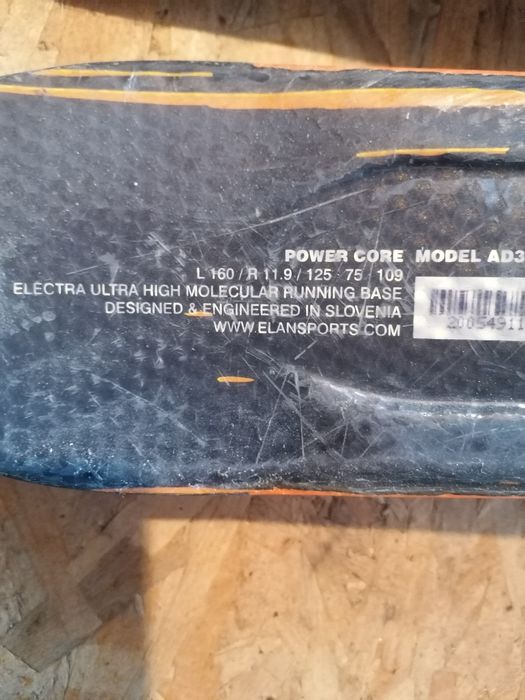 POWER CORE MODEL AD3
L 160 / R 11.9 / 125 75 109
ELECTRA ULTRA HIGH MOLECULAR RUNNING BASE
DESIGNED & ENGINEERED IN SLOVENIA
WWW.ELANSPORTS.COM